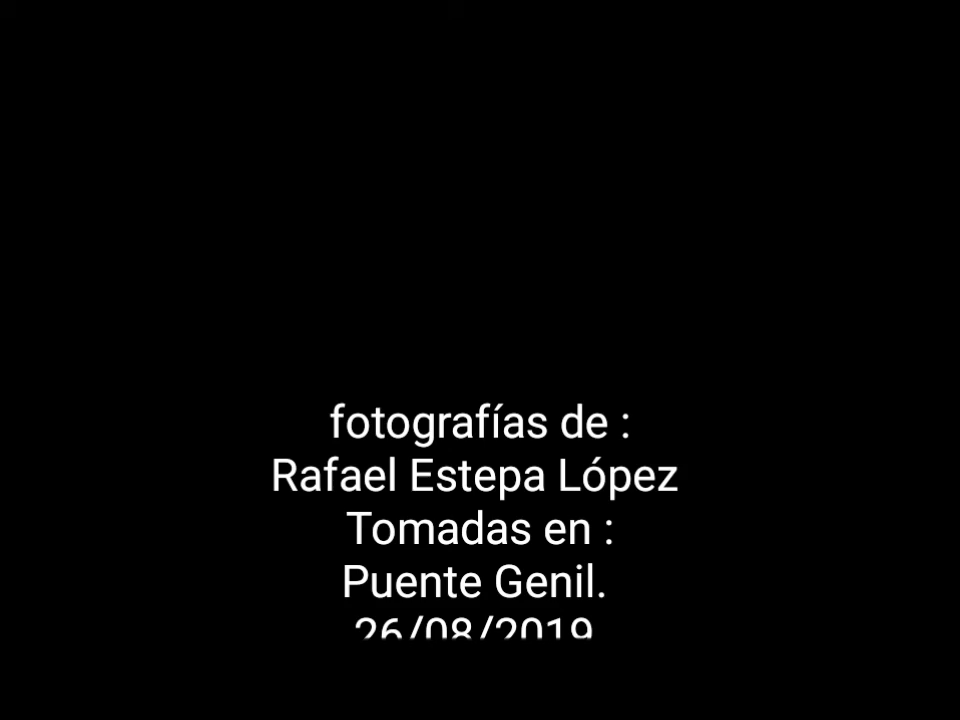 fotografías de :
Rafael Estepa López
Tomadas en :
Puente Genil.
26/08/2019